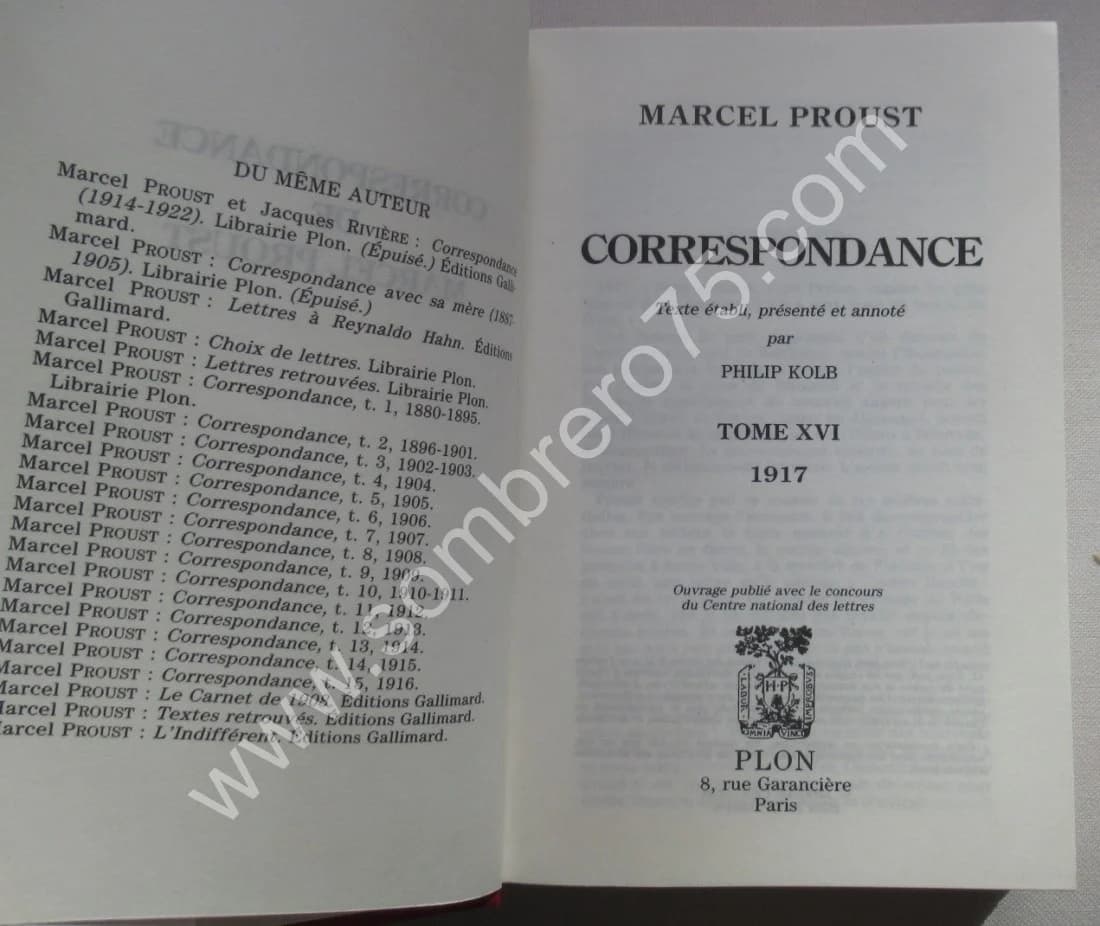 DU MÊME AUTEUR
Marcel PROUST et Jacques RIVIÈRE : Correspondance
(1914-1922). Librairie Plon. (Épuisé.) Éditions Galli-
mard.
Marcel PROUST : Correspondance avec sa mère (1887-
1905). Librairie Plon. (Épuisé.)
Marcel PROUST : Lettres à Reynaldo Hahn. Éditions
Gallimard.
Marcel PROUST : Choix de lettres. Librairie Plon.
Marcel PROUST : Lettres retrouvées. Librairie Plon.
Marcel PROUST : Correspondance, t. 1, 1880-1895.
Librairie Plon.
Marcel PROUST : Correspondance, t. 2, 1896-1901.
Marcel PROUST : Correspondance, t. 3, 1902-1903.
Marcel PROUST : Correspondance, t. 4, 1904.
Marcel PROUST : Correspondance, t. 5, 1905.
Marcel PROUST : Correspondance, t. 6, 1906.
Marcel PROUST : Correspondance, t. 7, 1907.
Marcel PROUST : Correspondance, t. 8, 1908.
Marcel PROUST : Correspondance, t. 9, 1909.
Marcel PROUST : Correspondance, t. 10, 1910-1911.
Marcel PROUST : Correspondance, t. 11, 1912.
Marcel PROUST : Correspondance, t. 12, 1913.
Marcel PROUST : Correspondance, t. 13, 1914.
Marcel PROUST : Correspondance, t. 14, 1915.
Marcel PROUST : Correspondance, t. 15, 1916.
Marcel PROUST : Le Carnet de 1908. Éditions Gallimard.
Marcel PROUST : Textes retrouvés. Éditions Gallimard.
Marcel PROUST : L'Indifférent. Éditions Gallimard.
MARCEL PROUST
CORRESPONDANCE
Texte établi, présenté et annoté
par
PHILIP KOLB
TOME XVI
1917
Ouvrage publié avec le concours
du Centre national des lettres
LABOR
H.P
IMPROBUS
OMNIA VINCIT
PLON
8, rue Garancière
Paris
www.sombrero75.com